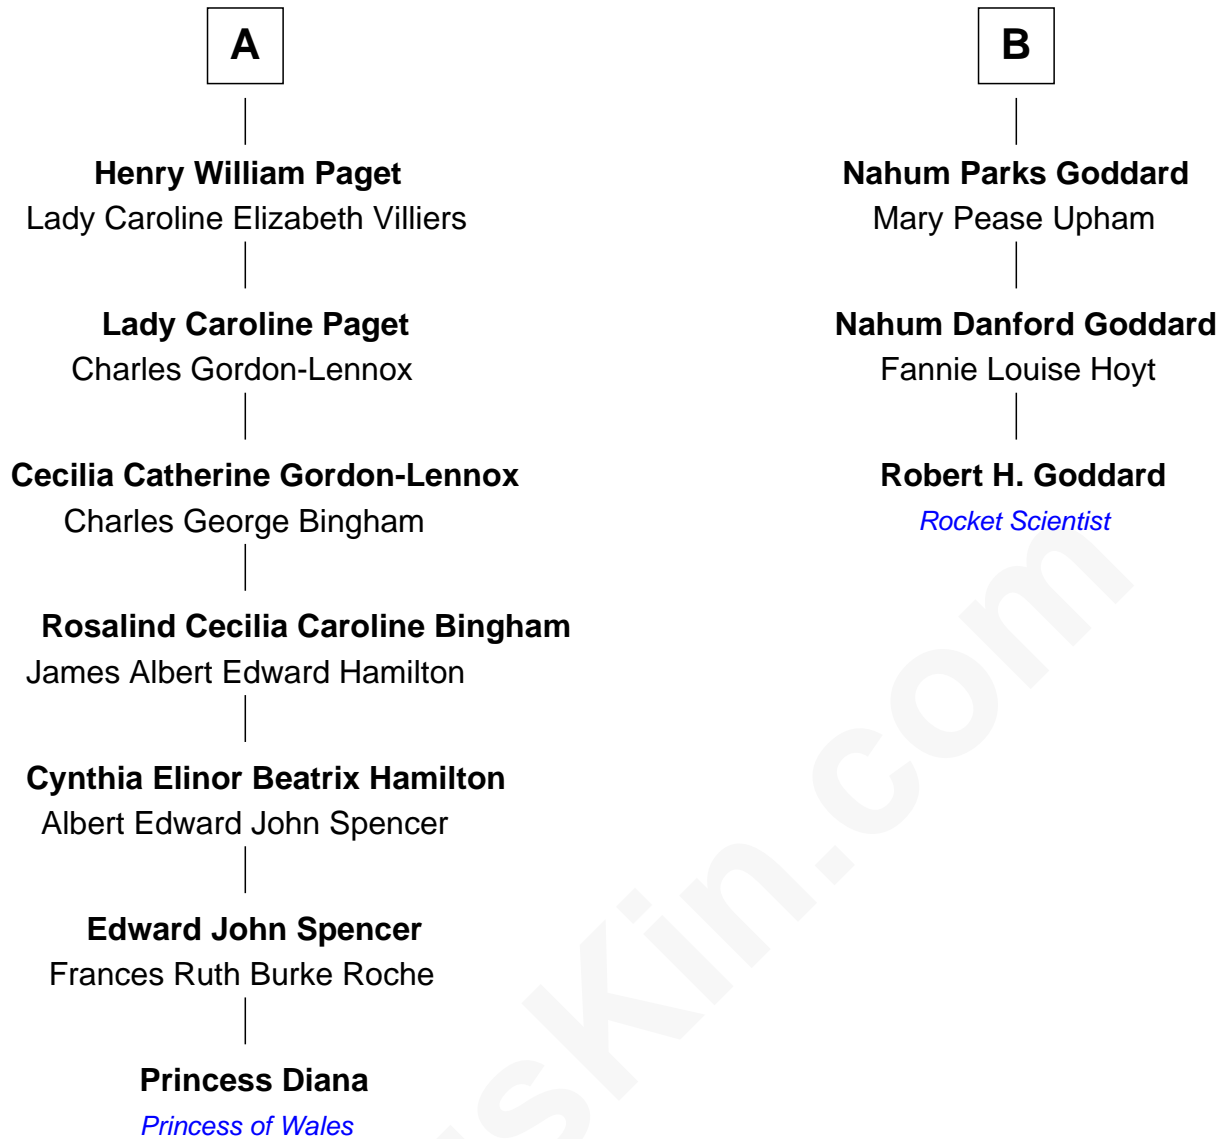 A
Henry William Paget
Lady Caroline Elizabeth Villiers
Lady Caroline Paget
Charles Gordon-Lennox
Cecilia Catherine Gordon-Lennox
Charles George Bingham
Rosalind Cecilia Caroline Bingham
James Albert Edward Hamilton
Cynthia Elinor Beatrix Hamilton
Albert Edward John Spencer
Edward John Spencer
Frances Ruth Burke Roche
Princess Diana
Princess of Wales
B
Nahum Parks Goddard
Mary Pease Upham
Nahum Danford Goddard
Fannie Louise Hoyt
Robert H. Goddard
Rocket Scientist
sKin.com